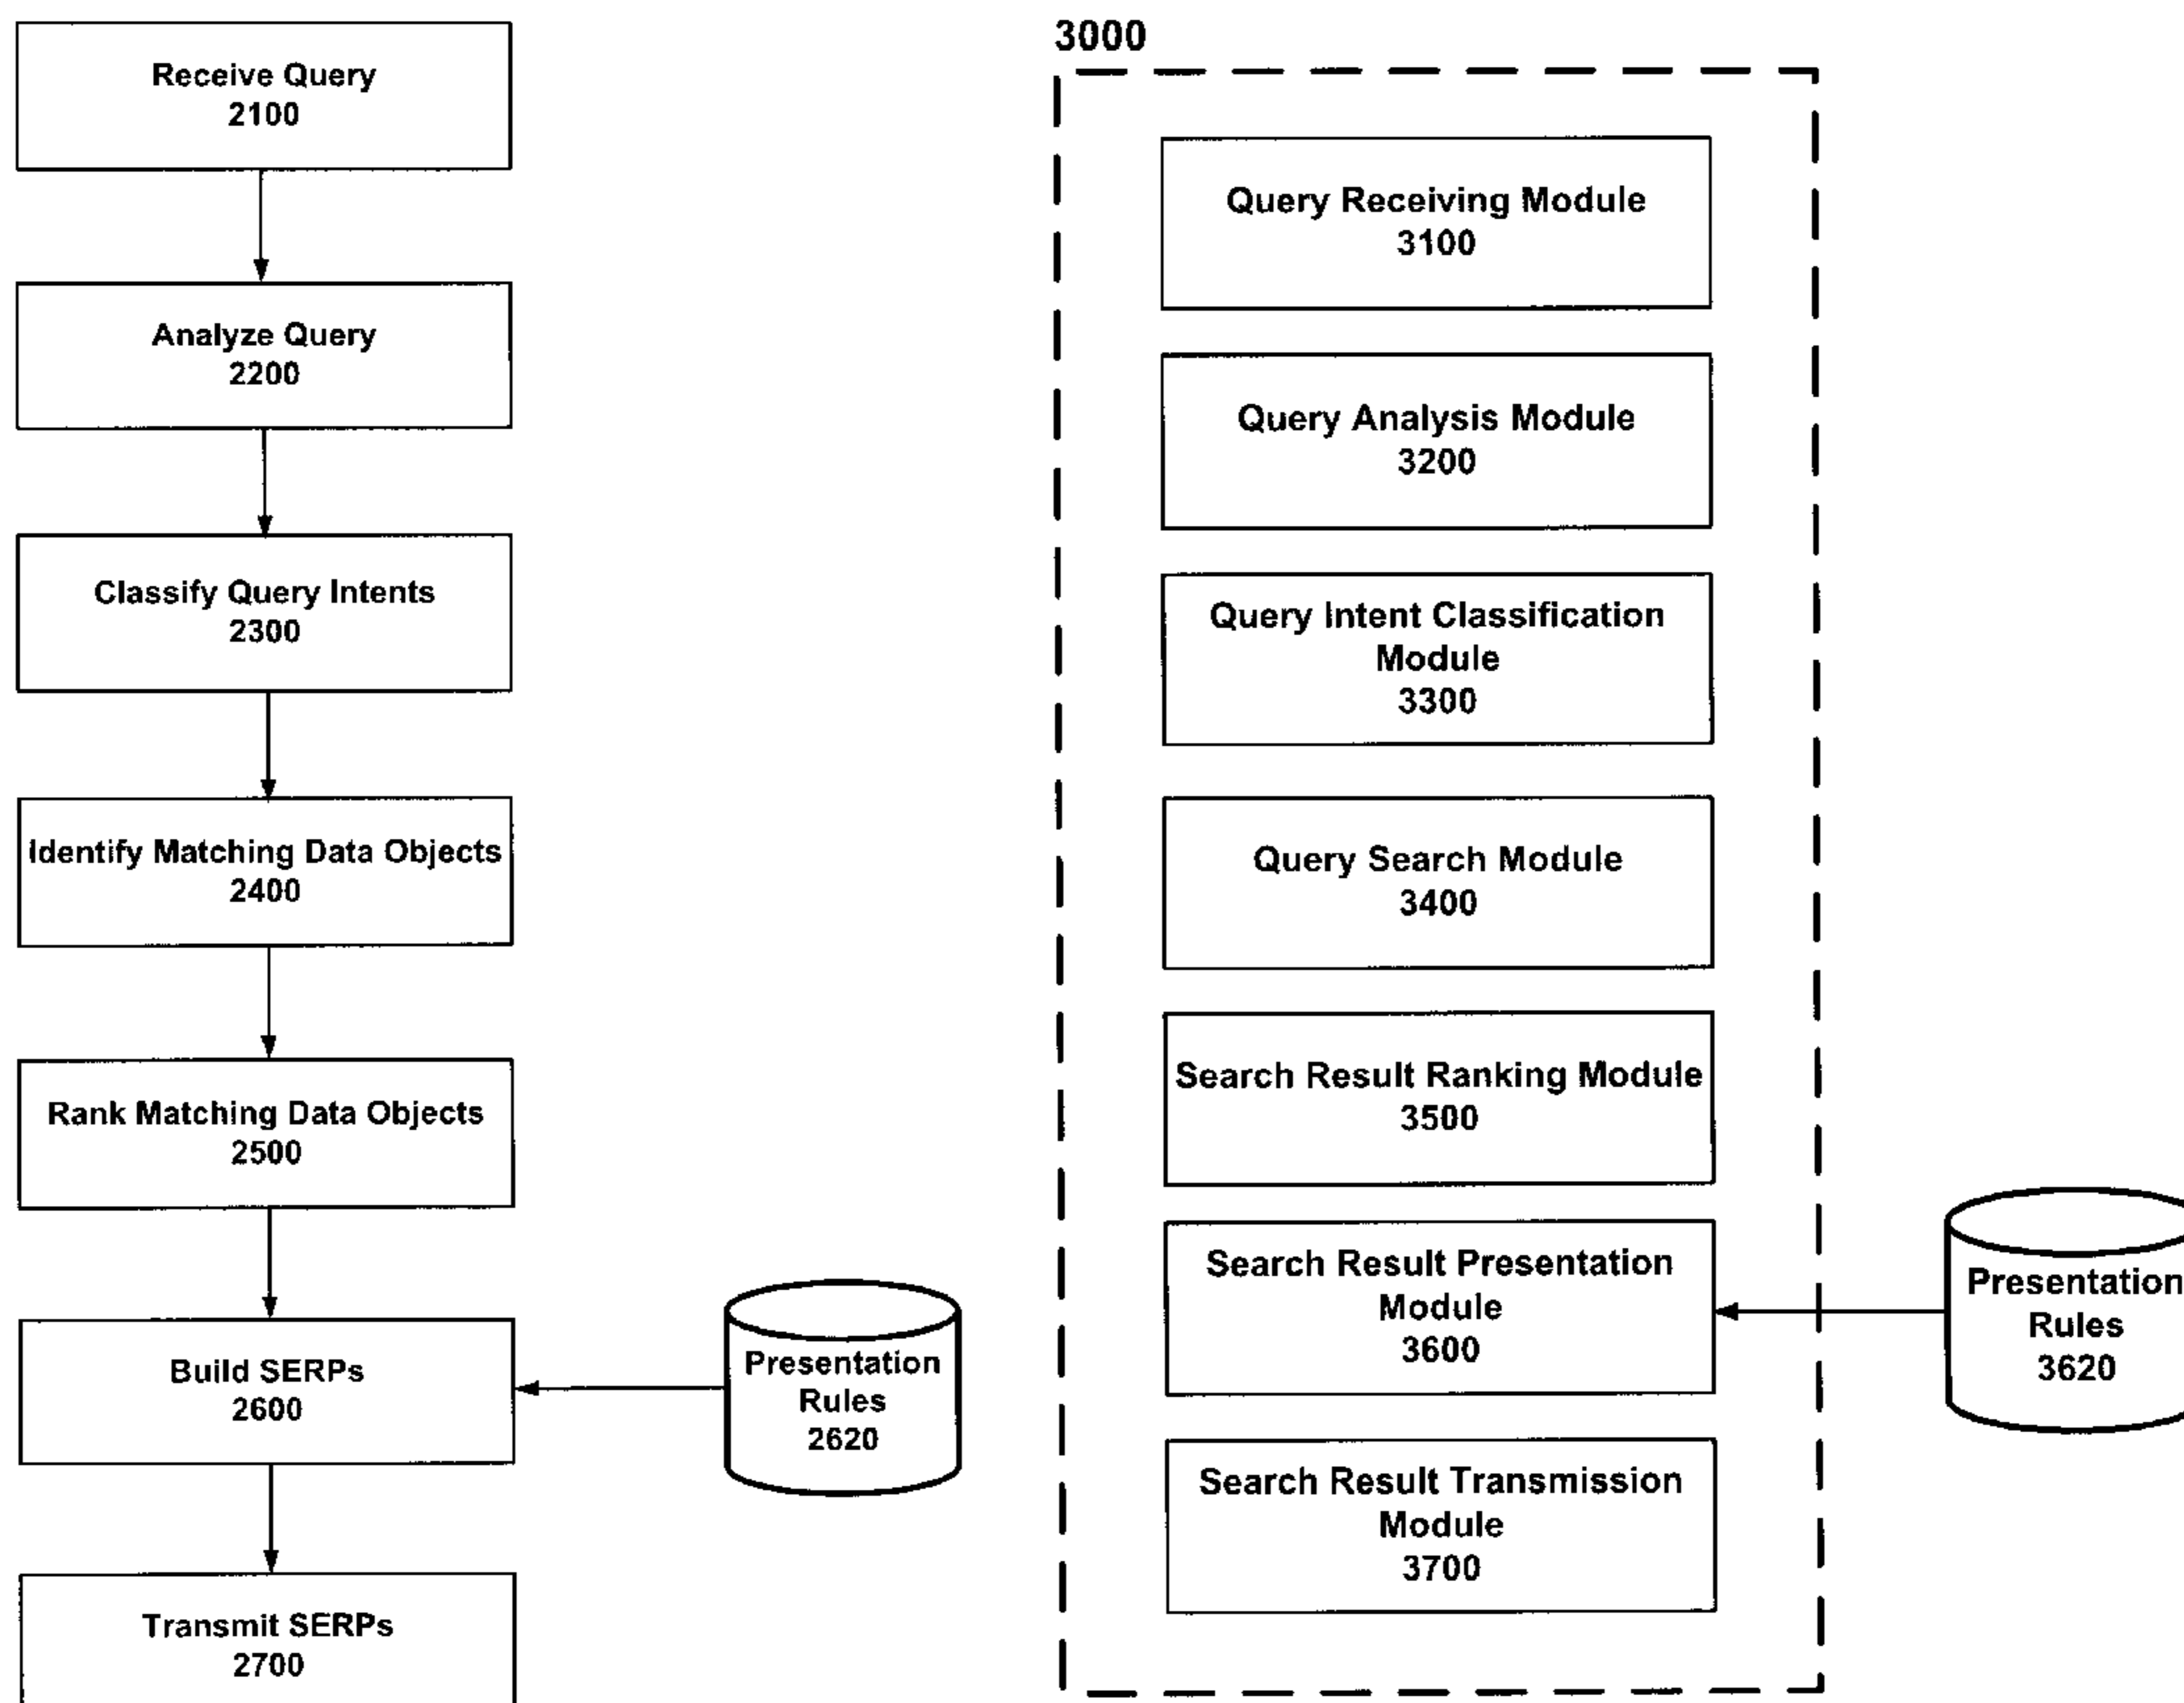 Receive Query
2100
Analyze Query
2200
Classify Query Intents
2300
Identify Matching Data Objects
2400
Rank Matching Data Objects
2500
Build SERPs
2600
Presentation
Rules
2620
Transmit SERPs
2700
3000
Query Receiving Module
3100
Query Analysis Module
3200
Query Intent Classification
Module
3300
Query Search Module
3400
Search Result Ranking Module
3500
Search Result Presentation
Module
3600
Presentation
Rules
3620
Search Result Transmission
Module
3700